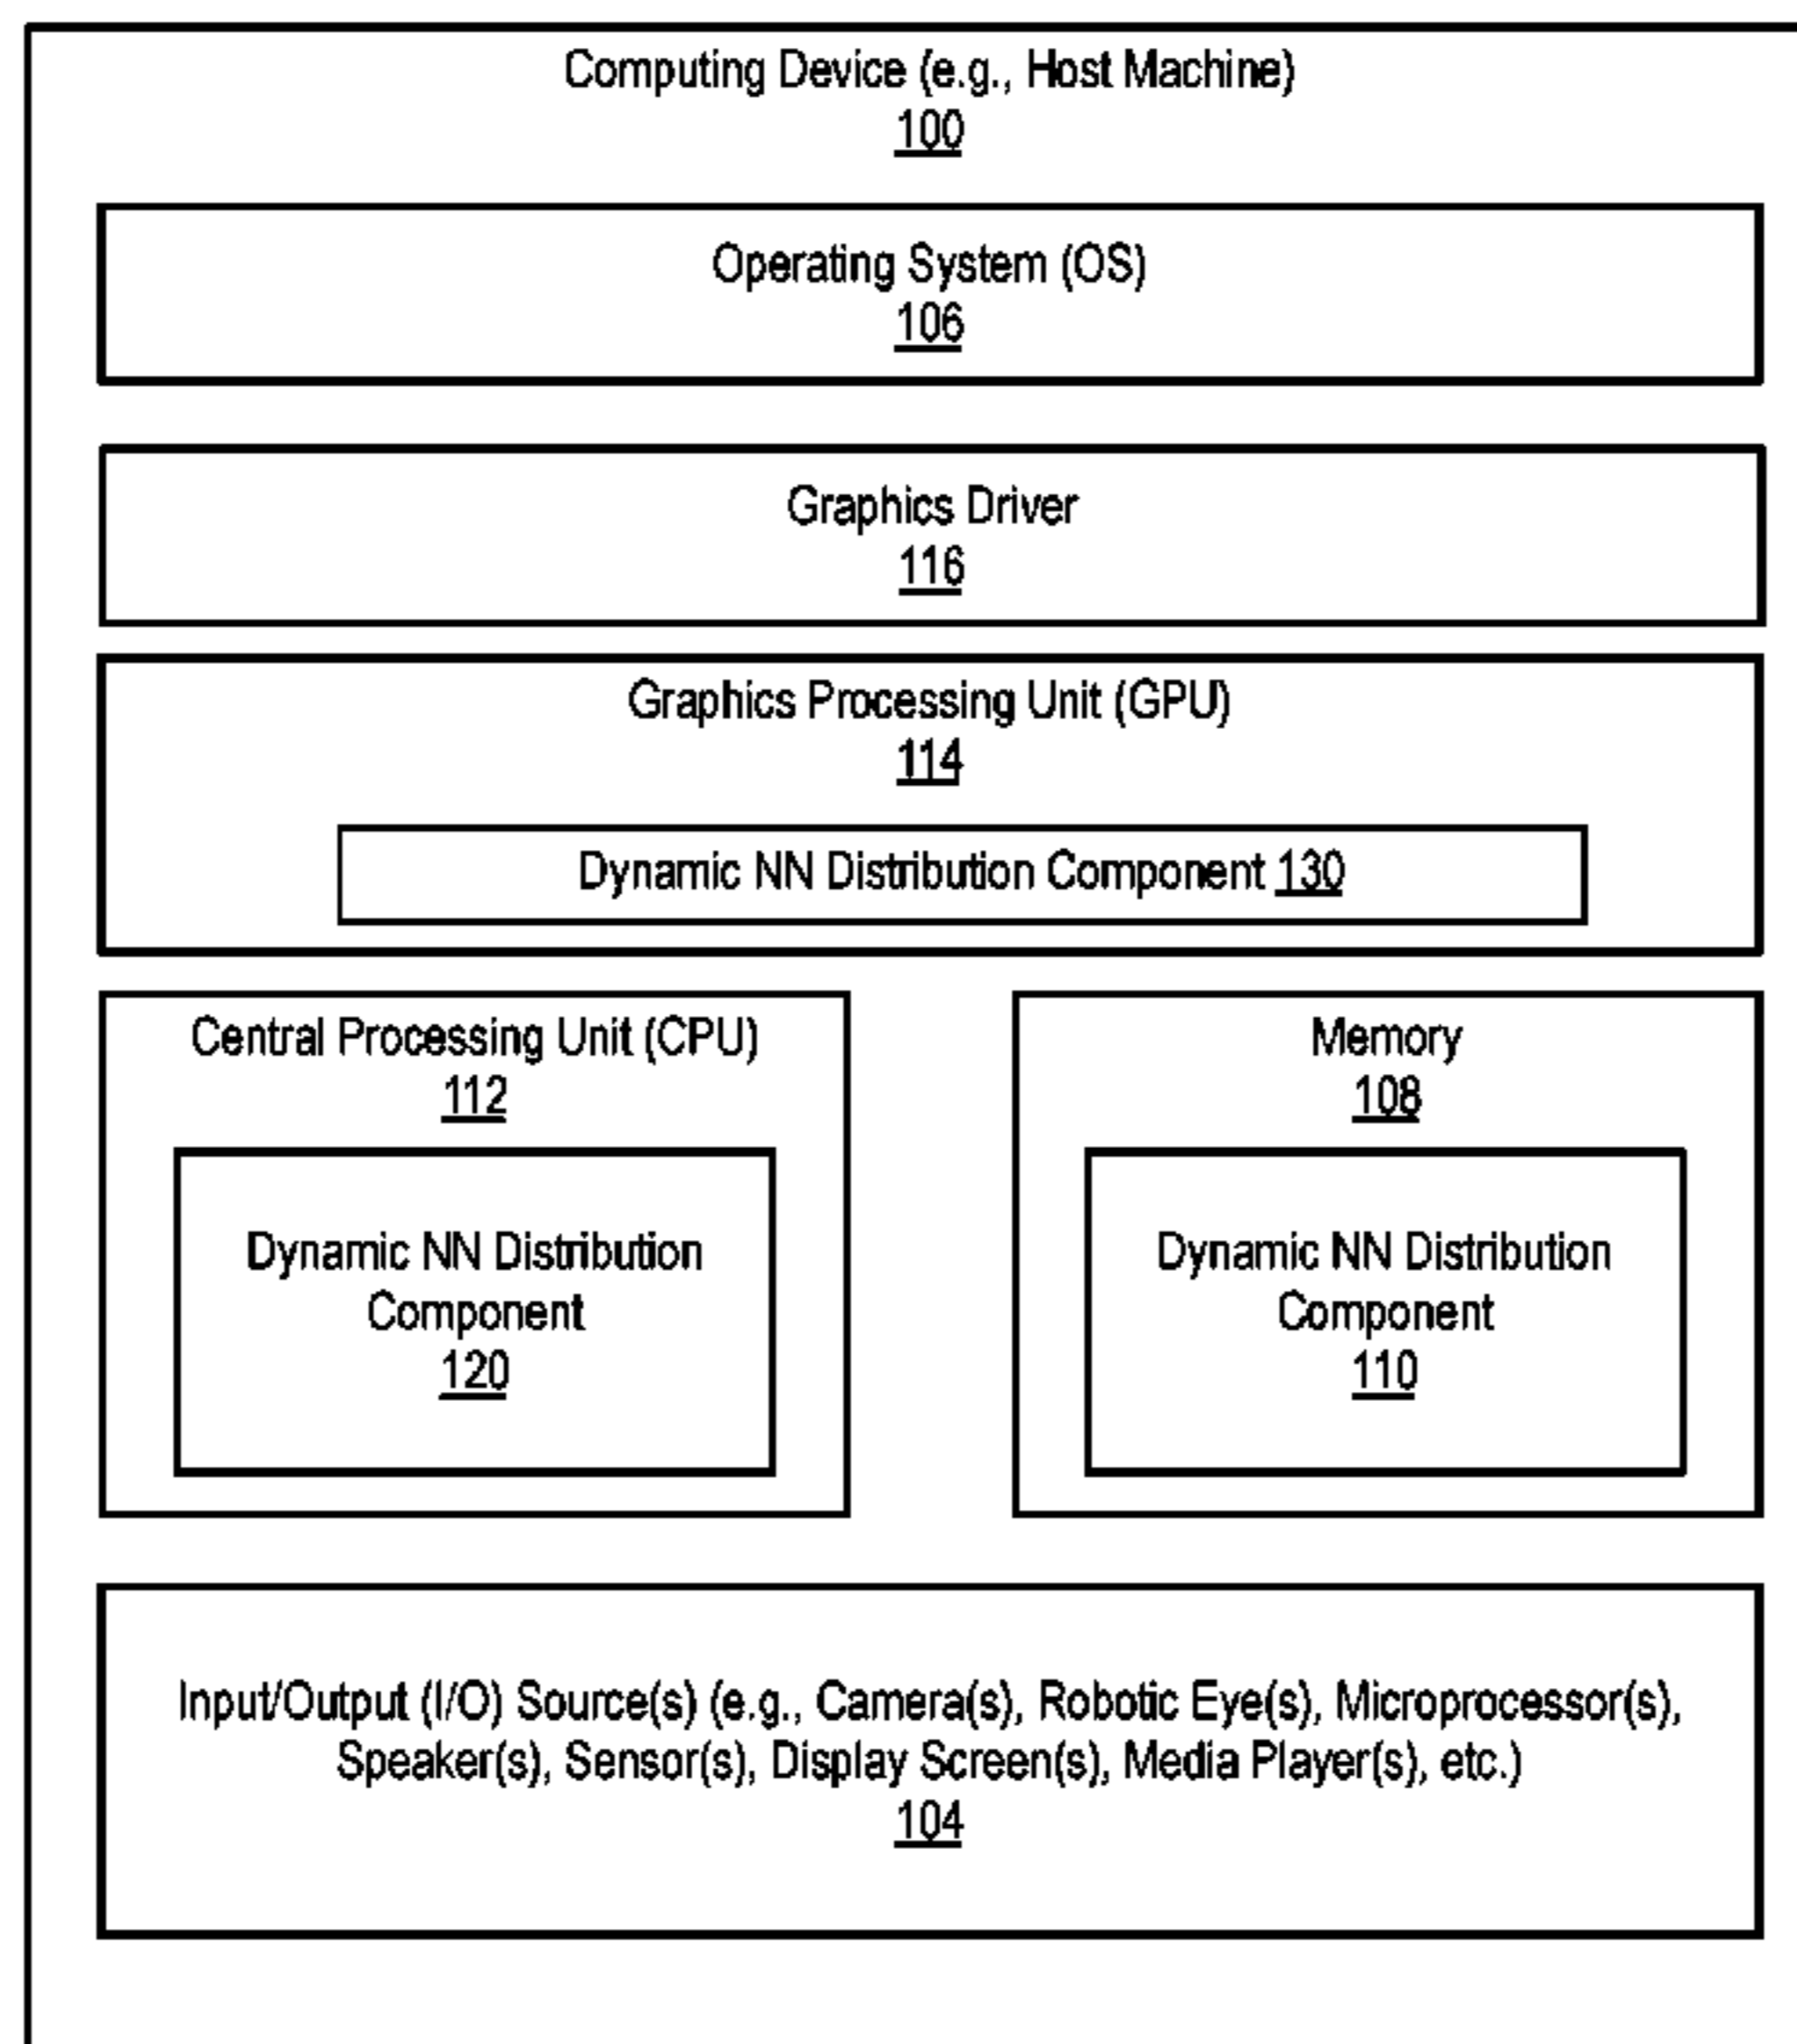 Computing Device (e.g., Host Machine)
100
Operating System (OS)
106
Graphics Driver
116
Graphics Processing Unit (GPU)
114
Dynamic NN Distribution Component 130
Central Processing Unit (CPU)
112
Dynamic NN Distribution
Component
120
Memory
108
Dynamic NN Distribution
Component
110
Input/Output (I/O) Source(s) (e.g., Camera(s), Robotic Eye(s), Microprocessor(s),
Speaker(s), Sensor(s), Display Screen(s), Media Player(s), etc.)
104